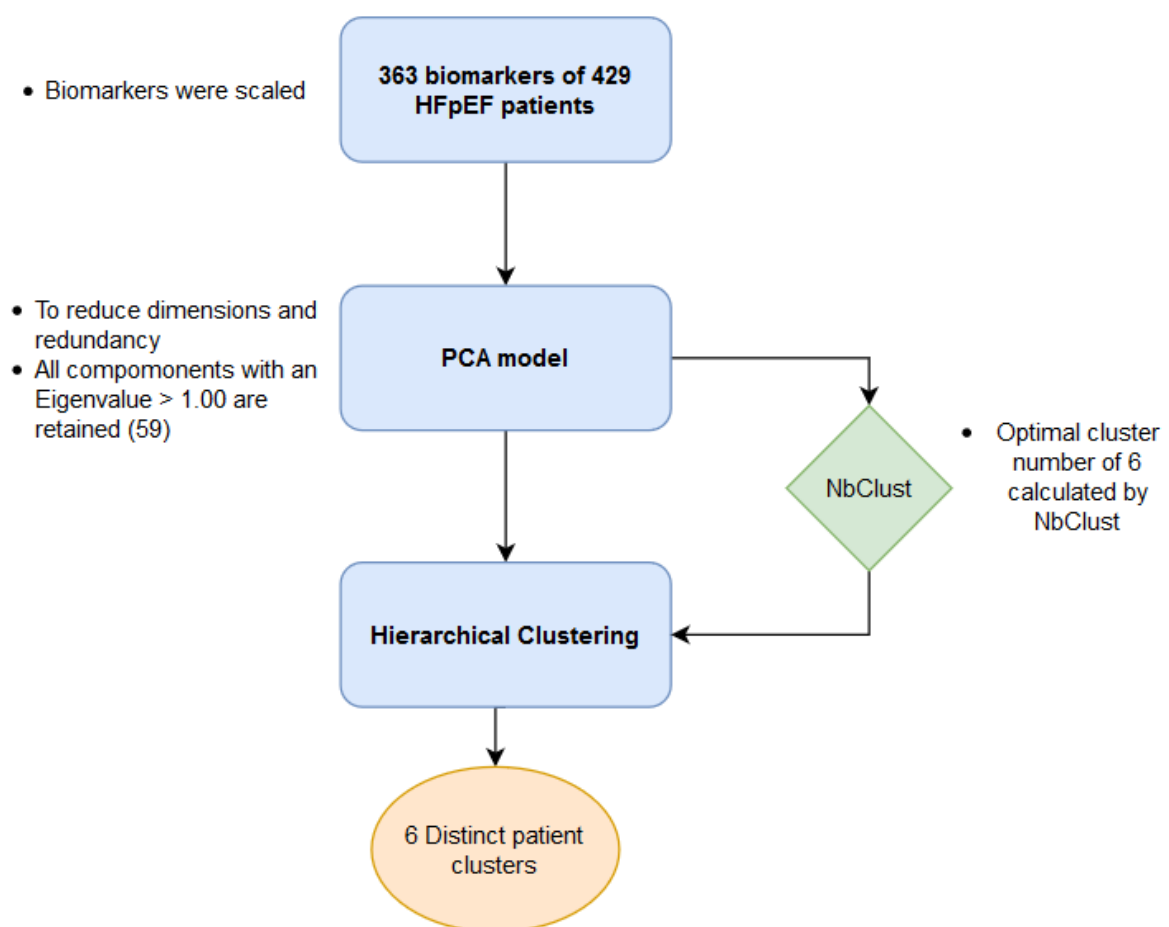 • Biomarkers were scaled
363 biomarkers of 429
HFpEF patients
• To reduce dimensions and
redundancy
• All compomonents with an
Eigenvalue > 1.00 are
retained (59)
PCA model
NbClust
• Optimal cluster
number of 6
calculated by
NbClust
Hierarchical Clustering
6 Distinct patient
clusters